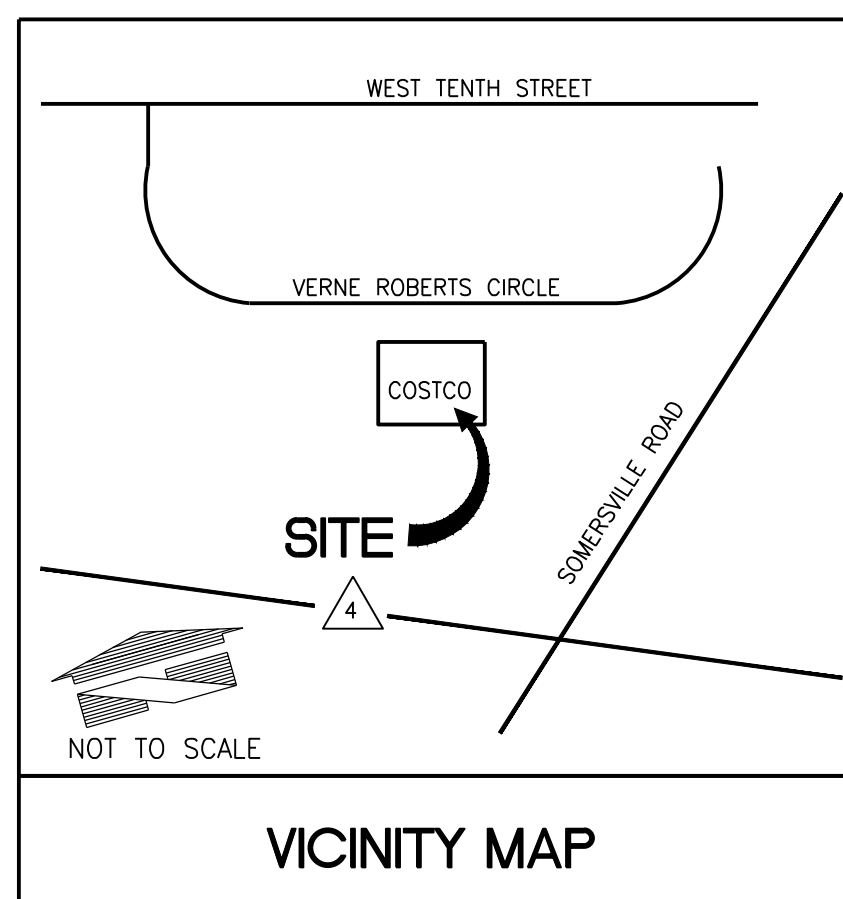 WEST TENTH STREET
VERNE ROBERTS CIRCLE
COSTCO
SOMERSVILLE ROAD
SITE
4
NOT TO SCALE
VICINITY MAP